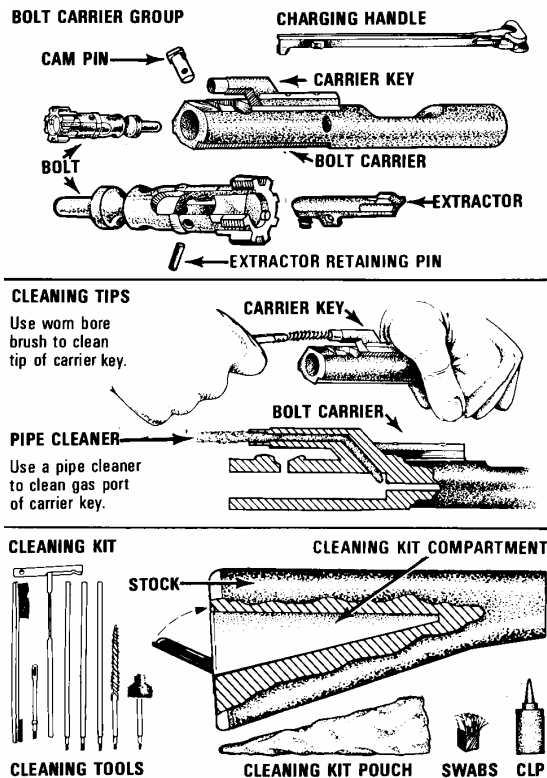 BOLT CARRIER GROUP
CHARGING HANDLE
CAM PIN
CARRIER KEY
BOLT
BOLT CARRIER
EXTRACTOR
EXTRACTOR RETAINING PIN
CLEANING TIPS
Use worn bore
brush to clean
tip of carrier key.
CARRIER KEY
BOLT CARRIER
PIPE CLEANER
Use a pipe cleaner
to clean gas port
of carrier key.
CLEANING KIT
CLEANING KIT COMPARTMENT
STOCK
CLEANING TOOLS
CLEANING KIT POUCH
SWABS
CLP